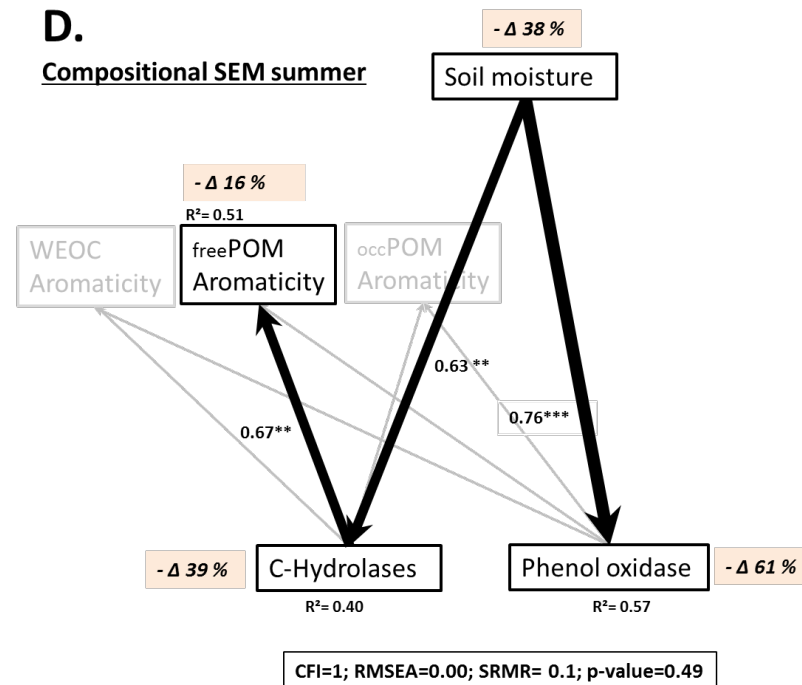 D.
- Δ 38 %
Compositional SEM summer
Soil moisture
- Δ 16 %
R²= 0.51
WEOC
Aromaticity
freePOM
Aromaticity
occPOM
Aromaticity
0.63 **
0.76***
0.67**
- Δ 39 %
C-Hydrolases
Phenol oxidase
- Δ 61 %
R²= 0.40
R²= 0.57
CFI=1; RMSEA=0.00; SRMR= 0.1; p-value=0.49